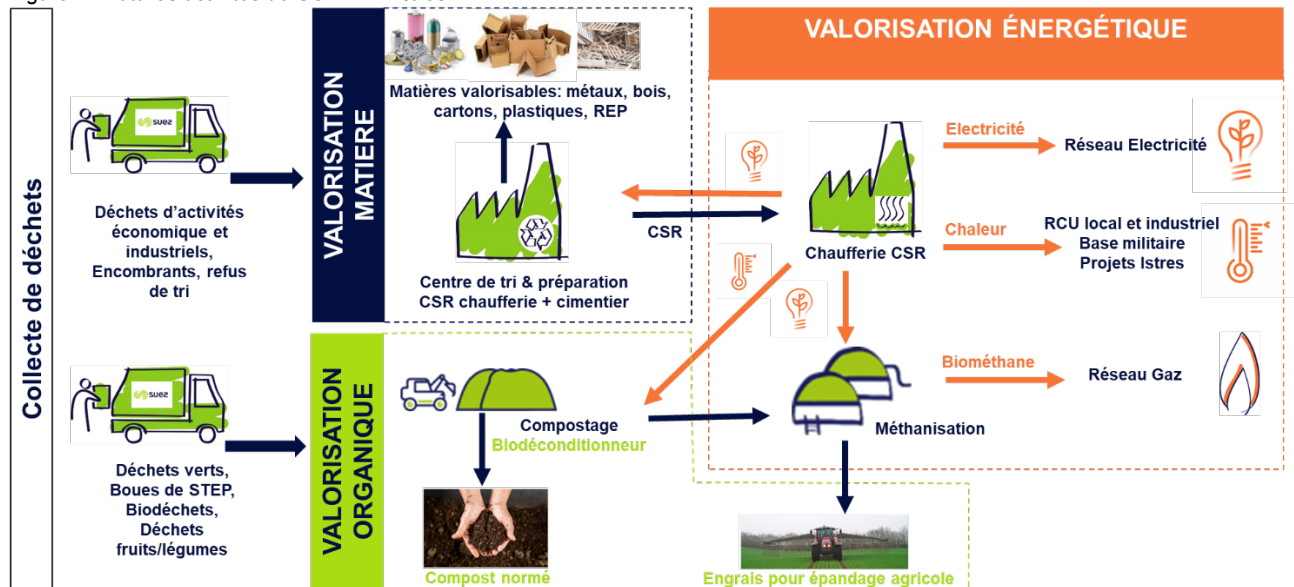 VALORISATION ÉNERGÉTIQUE
Collecte de déchets
suez
Déchets d'activités
économique et
industriels,
Encombrants, refus
de tri
VALORISATION
MATIERE
Matières valorisables: métaux, bois,
cartons, plastiques, REP
Centre de tri & préparation
CSR chaufferie + cimentier
CSR
Chaufferie CSR
Electricité
Réseau Electricité
Chaleur
RCU local et industriel
Base militaire
Projets Istres
suez
Déchets verts,
Boues de STEP,
Biodéchets,
Déchets
fruits/légumes
VALORISATION
ORGANIQUE
Compostage
Biodéconditionneur
Compost normé
Méthanisation
Biométhane
Réseau Gaz
Engrais pour épandage agricole